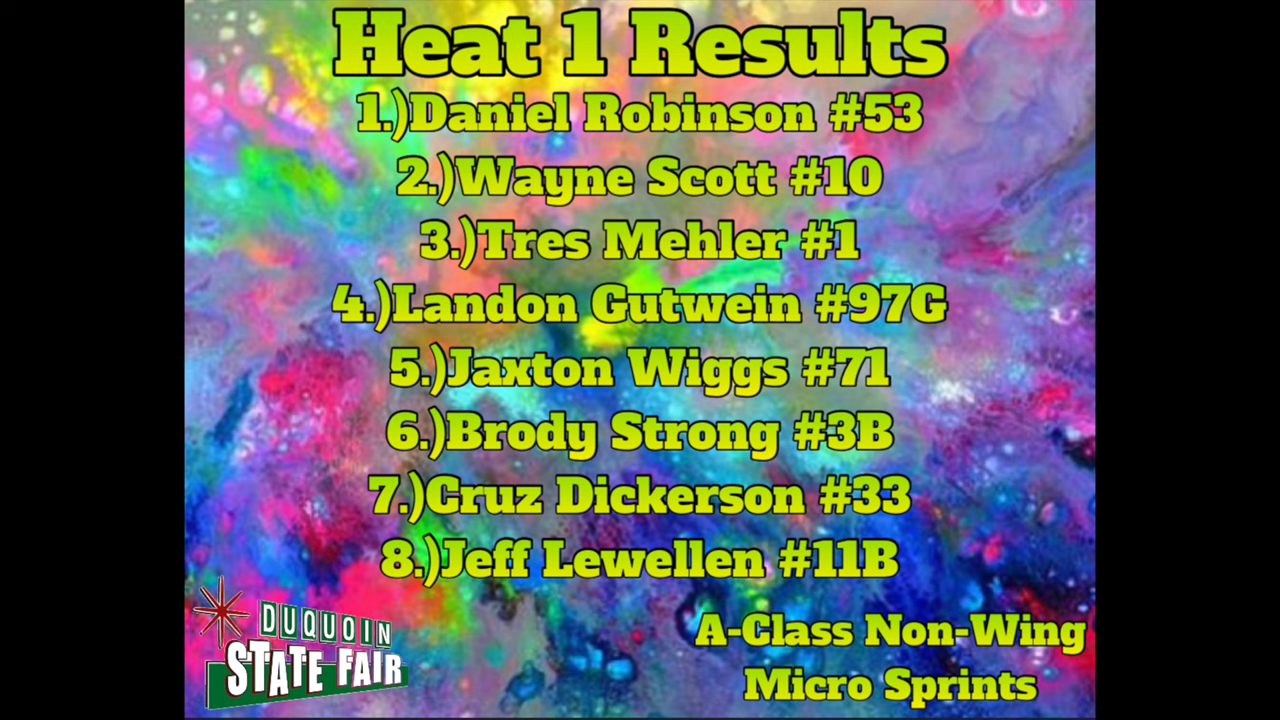 Heat 1 Results
1.)Daniel Robinson #53
2.)Wayne Scott #10
3.)Tres Mehler #1
4.)Landon Gutwein #97G
5.)Jaxton Wiggs #71
6.)Brody Strong #3B
7.)Cruz Dickerson #33
8.)Jeff Lewellen #11B
DUQUOIN
STATE FAIR
A-Class Non-Wing
Micro Sprints